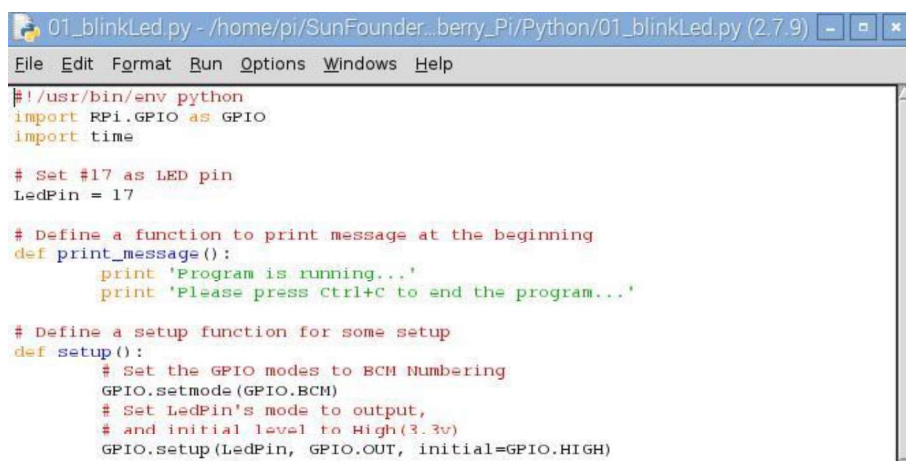 01_blinkLed.py - /home/pi/SunFounder...berry_Pi/Python/01_blinkLed.py (2.7.9)
File Edit Format Run Options Windows Help
#!/usr/bin/env python
import RPi.GPIO as GPIO
import time
# Set #17 as LED pin
LedPin = 17
# Define a function to print message at the beginning
def print_message():
print 'Program is running...'
print 'Please press Ctrl+C to end the program...'
# Define a setup function for some setup
def setup():
# Set the GPIO modes to BCM Numbering
GPIO.setmode(GPIO.BCM)
# Set LedPin's mode to output,
# and initial level to High(3.3v)
GPIO.setup(LedPin, GPIO.OUT, initial=GPIO.HIGH)